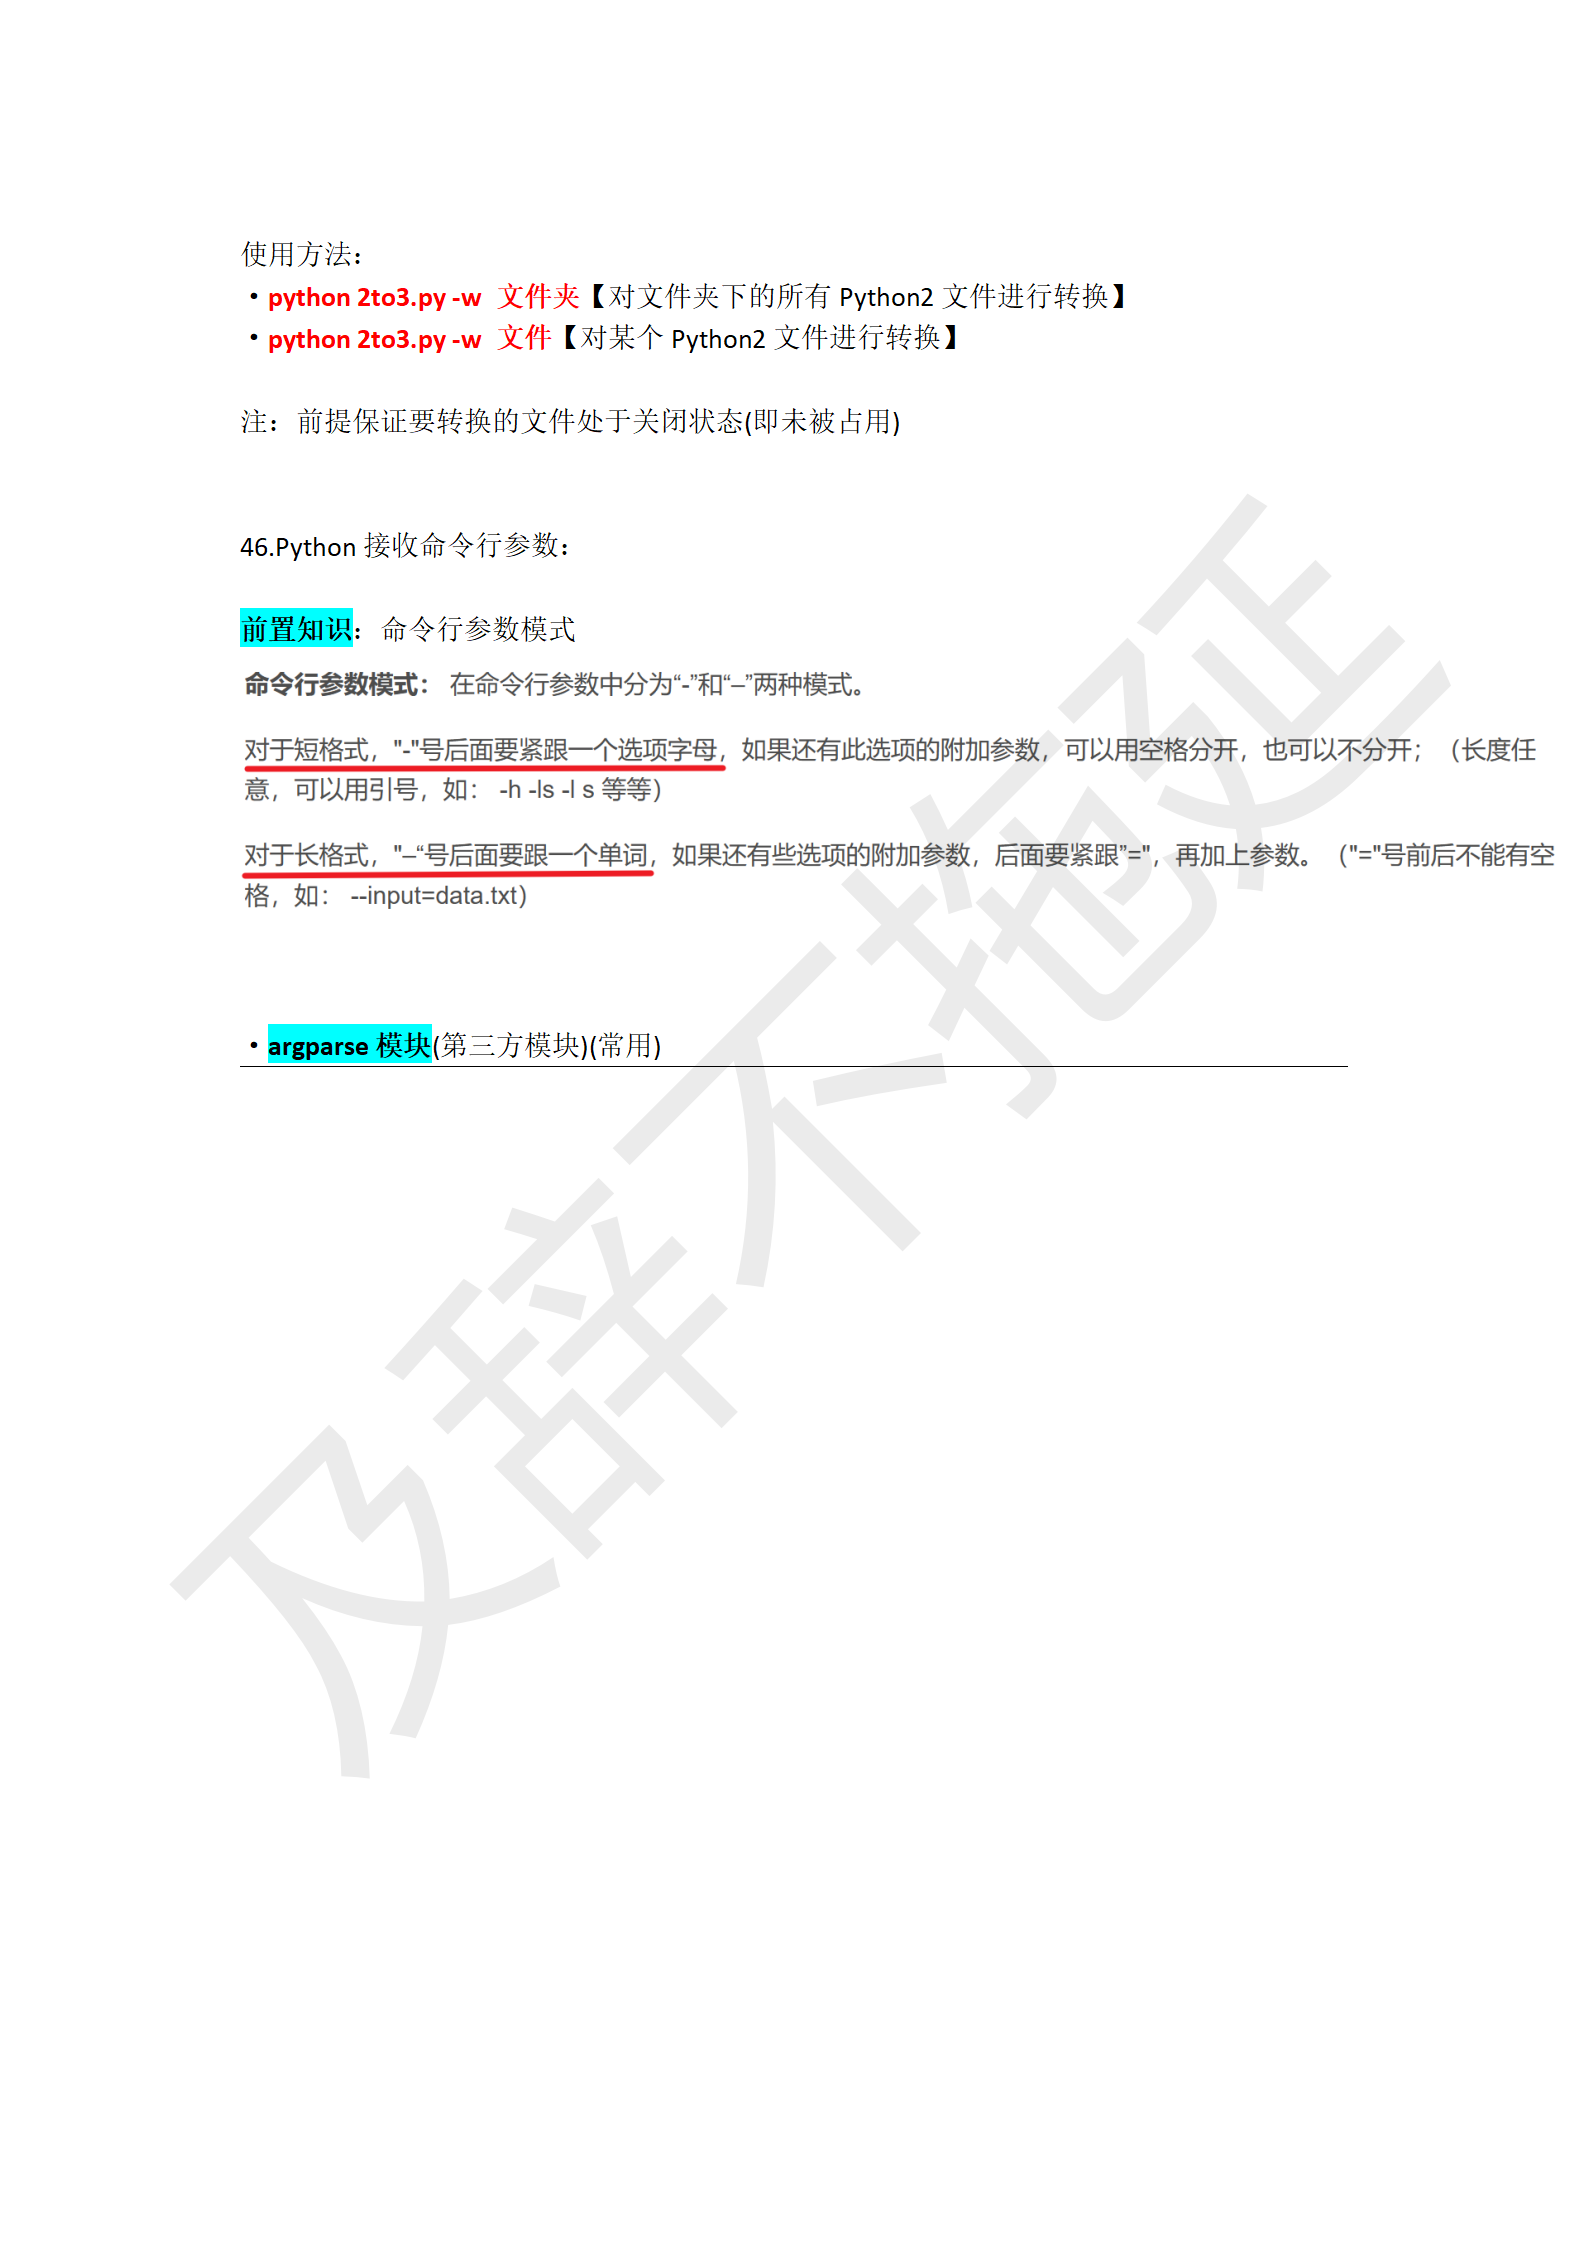 使用方法：
·python 2to3.py -w 文件夹【对文件夹下的所有 Python2 文件进行转换】
·python 2to3.py -w 文件【对某个 Python2 文件进行转换】
注：前提保证要转换的文件处于关闭状态(即未被占用)
46.Python 接收命令行参数：
前置知识：命令行参数模式
命令行参数模式： 在命令行参数中分为“-”和“–”两种模式。
对于短格式，"-"号后面要紧跟一个选项字母，如果还有此选项的附加参数，可以用空格分开，也可以不分开；（长度任
意，可以用引号，如： -h -ls -l s 等等）
对于长格式，"–“号后面要跟一个单词，如果还有些选项的附加参数，后面要紧跟”="，再加上参数。（"="号前后不能有空
格，如： --input=data.txt）
·argparse 模块(第三方模块)(常用)
及辞不拖延